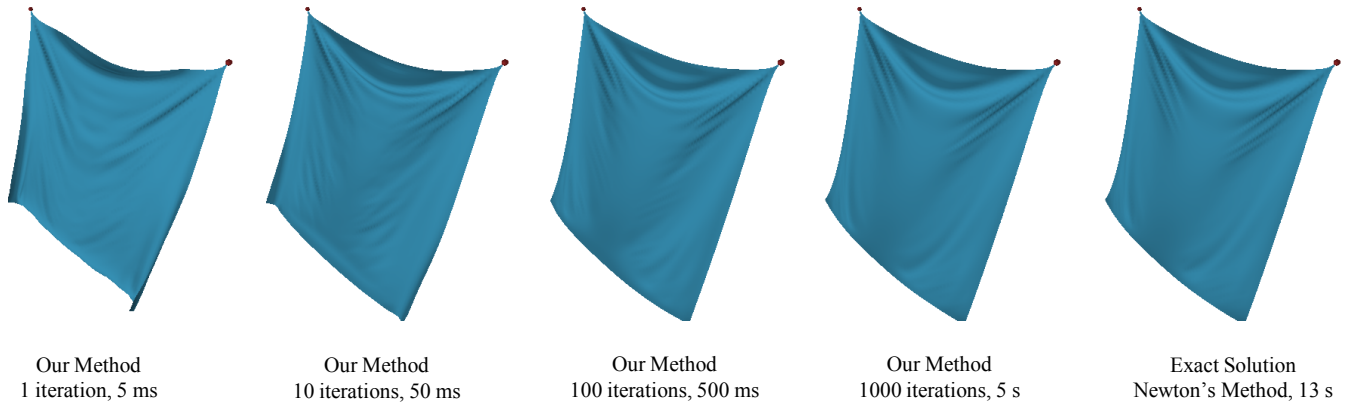 Our Method
1 iteration, 5 ms
Our Method
10 iterations, 50 ms
Our Method
100 iterations, 500 ms
Our Method
1000 iterations, 5 s
Exact Solution
Newton’s Method, 13 s